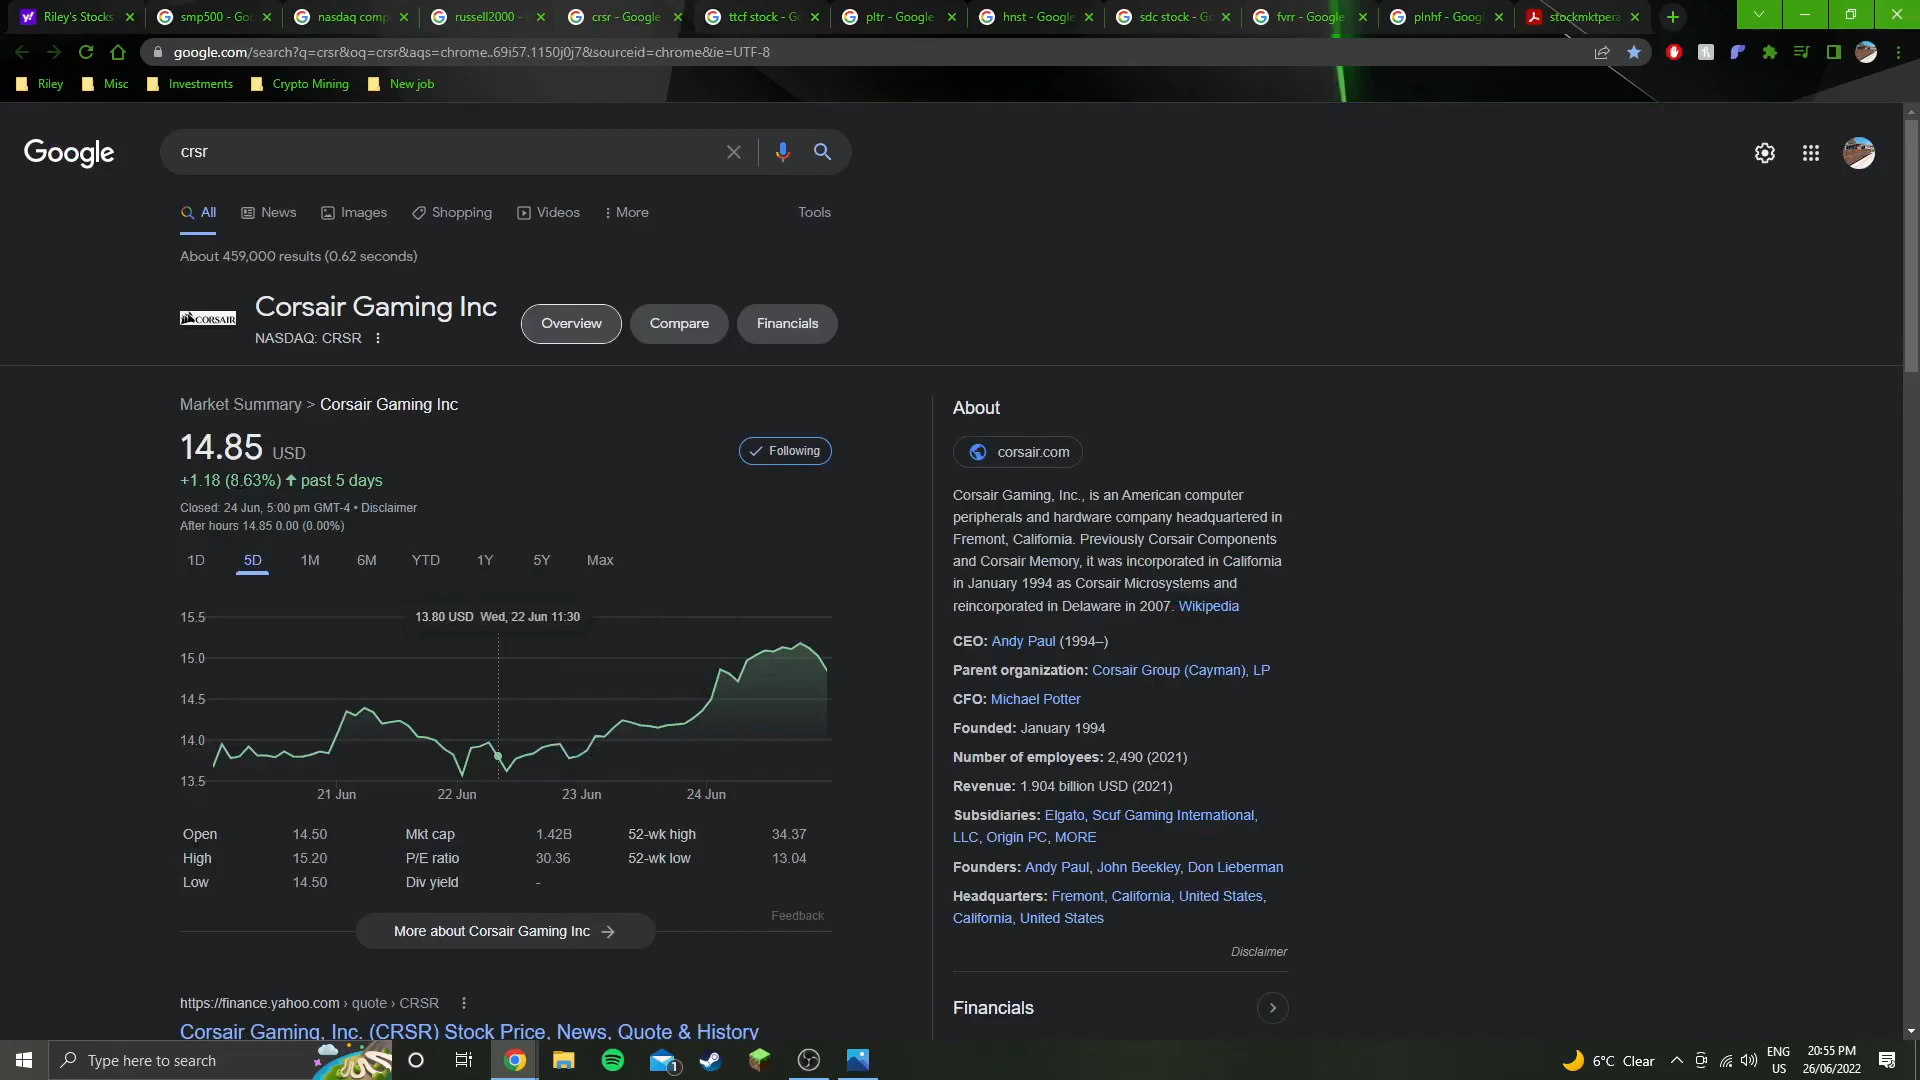 Riley's Stocks
smp500 - Goo
nasdaq comp
russell2000 -
crsr - Google
ttcf stock - Go
pltr - Google
hnst - Google
sdc stock - Go
fvrr - Google
plnhf - Googl
stockmktpera
google.com/search?q=crsr&oq=crsr&aqs=chrome..69i57.1150j0j7&sourceid=chrome&ie=UTF-8
Riley
Misc
Investments
Crypto Mining
New job
Google
crsr
All
News
Images
Shopping
Videos
More
Tools
About 459,000 results (0.62 seconds)
CORSAIR
Corsair Gaming Inc
NASDAQ: CRSR
Overview
Compare
Financials
Market Summary > Corsair Gaming Inc
14.85 USD
Following
+1.18 (8.63%) past 5 days
Closed: 24 Jun, 5:00 pm GMT-4 • Disclaimer
After hours 14.85 0.00 (0.00%)
1D 5D 1M 6M YTD 1Y 5Y Max
13.80 USD Wed, 22 Jun 11:30
15.5
15.0
14.5
14.0
13.5
21 Jun 22 Jun 23 Jun 24 Jun
Open 14.50 Mkt cap 1.42B 52-wk high 34.37
High 15.20 P/E ratio 30.36 52-wk low 13.04
Low 14.50 Div yield -
Feedback
More about Corsair Gaming Inc
https://finance.yahoo.com › quote › CRSR
Corsair Gaming, Inc. (CRSR) Stock Price, News, Quote & History
About
corsair.com
Corsair Gaming, Inc., is an American computer
peripherals and hardware company headquartered in
Fremont, California. Previously Corsair Components
and Corsair Memory, it was incorporated in California
in January 1994 as Corsair Microsystems and
reincorporated in Delaware in 2007. Wikipedia
CEO: Andy Paul (1994–)
Parent organization: Corsair Group (Cayman), LP
CFO: Michael Potter
Founded: January 1994
Number of employees: 2,490 (2021)
Revenue: 1.904 billion USD (2021)
Subsidiaries: Elgato, Scuf Gaming International,
LLC, Origin PC, MORE
Founders: Andy Paul, John Beekley, Don Lieberman
Headquarters: Fremont, California, United States,
California, United States
Disclaimer
Financials
Type here to search
1
6°C Clear
ENG
US
20:55 PM
26/06/2022